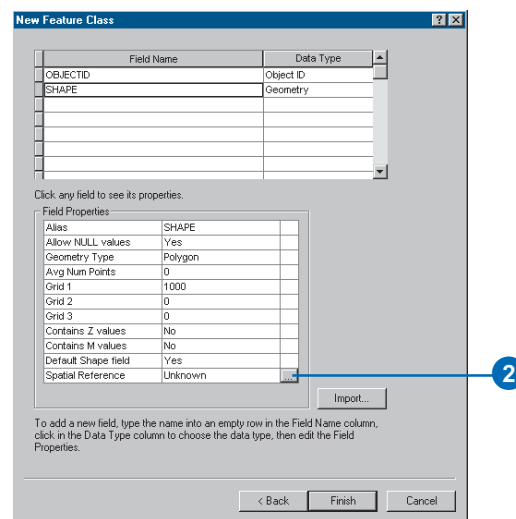 New Feature Class
? ×
Field Name Data Type
OBJECTID Object ID
SHAPE Geometry
Click any field to see its properties.
Field Properties
Alias SHAPE
Allow NULL values Yes
Geometry Type Polygon
Avg Num Points 0
Grid 1 1000
Grid 2 0
Grid 3 0
Contains Z values No
Contains M values No
Default Shape field Yes
Spatial Reference Unknown ...
2
Import...
To add a new field, type the name into an empty row in the Field Name column,
click in the Data Type column to choose the data type, then edit the Field
Properties.
< Back Finish Cancel